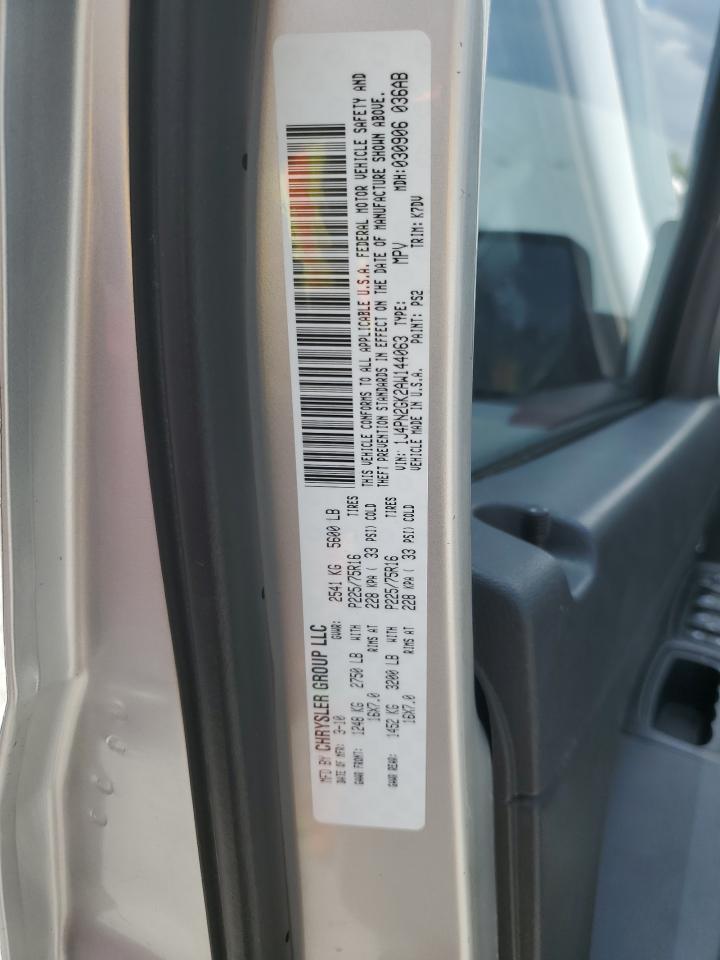 MFD BY CHRYSLER GROUP LLC
DATE OF MFR: 3-10 GVWR: 2541 KG 5600 LB
GAWR FRONT: 1248 KG 2750 LB WITH P225/75R16 TIRES
16X7.0 RIMS AT 228 KPA ( 33 PSI) COLD
GAWR REAR: 1452 KG 3200 LB WITH P225/75R16 TIRES
16X7.0 RIMS AT 228 KPA ( 33 PSI) COLD
THIS VEHICLE CONFORMS TO ALL APPLICABLE U.S.A. FEDERAL MOTOR VEHICLE SAFETY AND
THEFT PREVENTION STANDARDS IN EFFECT ON THE DATE OF MANUFACTURE SHOWN ABOVE.
VIN: 1J4PN2GK2AW144063 TYPE: MPV MDH:030906 036AB
VEHICLE MADE IN U.S.A. PAINT: PS2 TRIM: K7DV